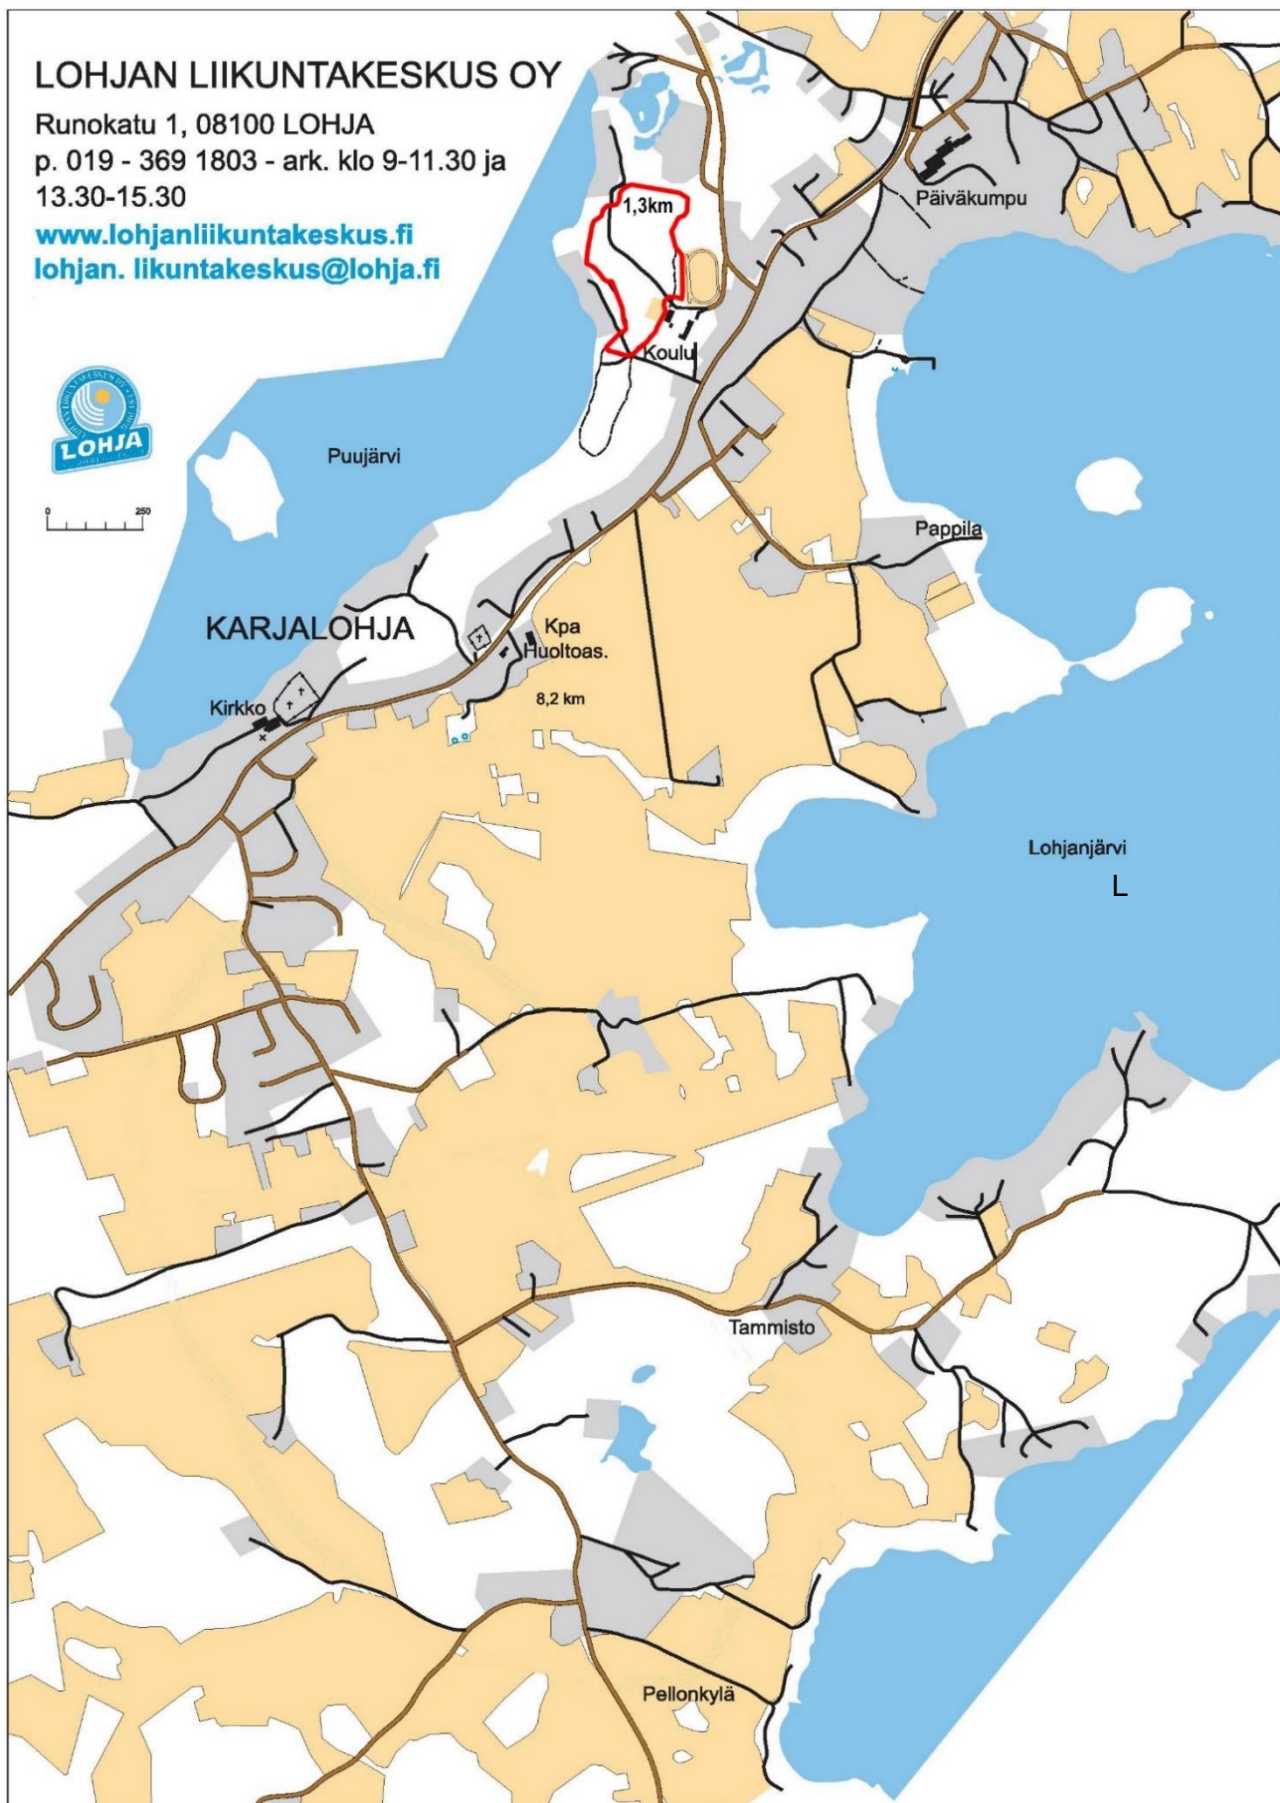 LOHJAN LIIKUNTAKESKUS OY
Runokatu 1, 08100 LOHJA
p. 019 - 369 1803 - ark. klo 9-11.30 ja
13.30-15.30
www.lohjanliikuntakeskus.fi
lohjan. likuntakeskus@lohja.fi
1,3km
Päiväkumpu
Koulu
LOHJA
Puujärvi
0 250
Pappila
KARJALOHJA
Kpa
Huoltoas.
8,2 km
Kirkko
Lohjanjärvi
L
Tammisto
Pellonkylä